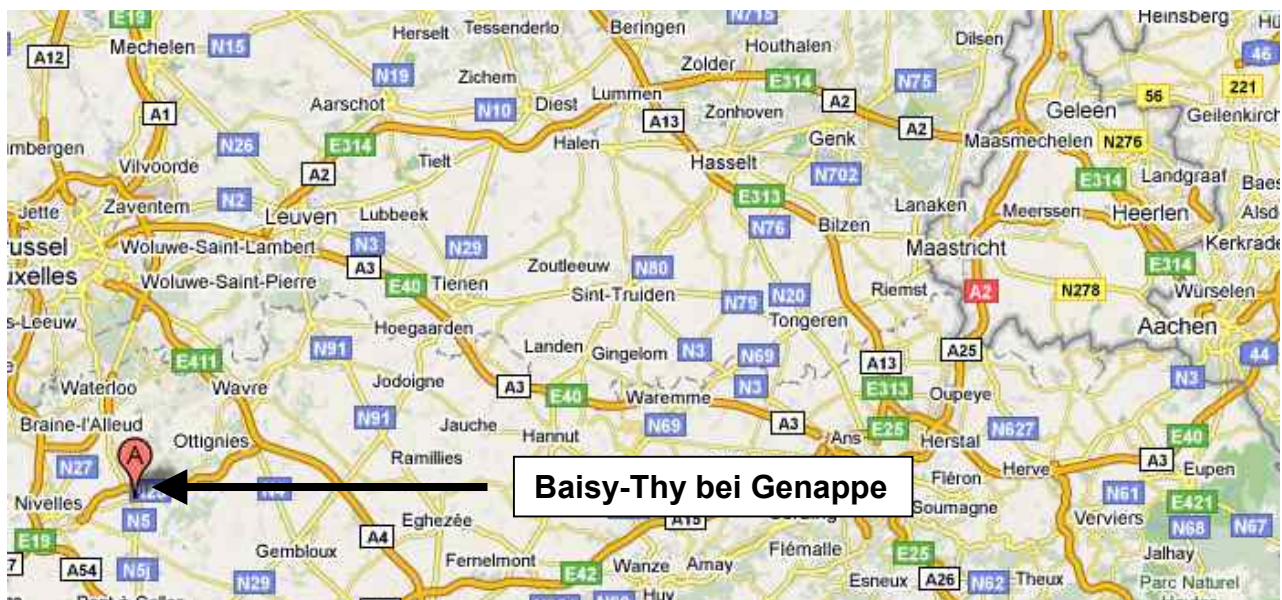 E19
N715
Heinsberg
Herselt
Tessenderlo
Beringen
Mechelen
N15
Houthalen
Dilsen
A12
46
Zolder
N19
Zichem
E314
N75
221
Lummen
56
Geleen
Aarschot
N10
Diest
A2
A1
Zonhoven
A13
A2
Maasmechelen
N276
N26
E314
Halen
Genk
Vilvoorde
Tielt
Hasselt
A2
N702
E314
Landgraaf
Jette
Zaventem
N2
E313
Leuven
Lubbeek
Lanaken
Meerssen
Heerlen
N76
Bilzen
Woluwe-Saint-Lambert
N3
N29
Maastricht
Kerkrade
A3
Zoutleeuw
N80
E314
Woluwe-Saint-Pierre
E40
Tienen
Sint-Truiden
N79
N20
Riemst
A2
N278
Würselen
Hoegaarden
Tongeren
Aachen
N91
Landen
Gingelom
N3
N69
A25
44
E411
A13
Waterloo
Wavre
Jodoigne
A3
E40
N3
E313
Oupeye
N3
Waremme
Braine-l'Alleud
N91
Jauche
N69
A3
E25
N627
E40
Ottignies
Hannut
Ans
Herstal
A
Ramillies
A3
Eupen
N27
Baisy-Thy bei Genappe
Fléron
Herve
N61
E421
Nivelles
Soumagne
N5
Eghezée
A15
Verviers
N68
N67
E19
A4
Gembloux
Flémalle
E25
Jalhay
A54
N5j
N29
Fernelmont
E42
Wanze
Amay
Esneux
A26
N62
Theux
Parc Naturel
Huy